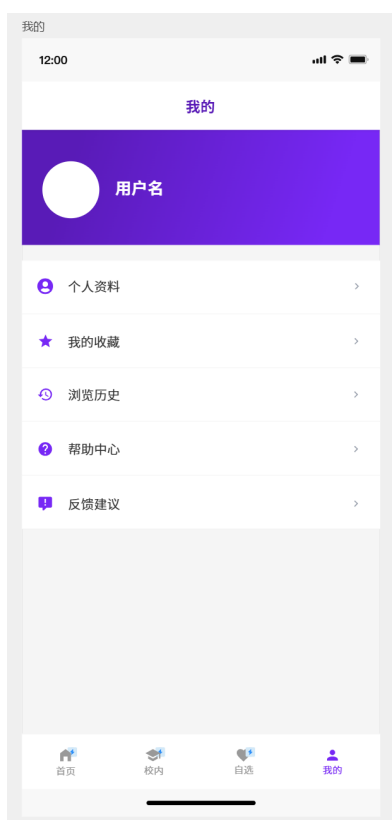 我的
12:00
我的
用户名
个人资料
我的收藏
浏览历史
帮助中心
反馈建议
首页 校内 自选 我的